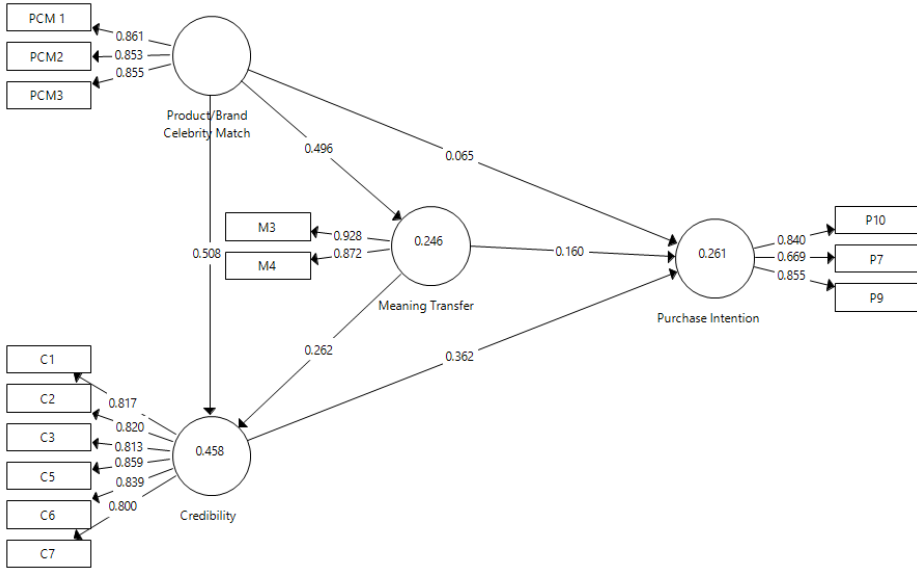 PCM 1
PCM2
PCM3
0.861
0.853
0.855
Product/Brand
Celebrity Match
0.496
0.065
0.508
M3
M4
0.928
0.872
0.246
Meaning Transfer
0.160
0.262
0.362
0.261
Purchase Intention
0.840
0.669
0.855
P10
P7
P9
C1
C2
C3
C5
C6
C7
0.817
0.820
0.813
0.859
0.839
0.800
0.458
Credibility